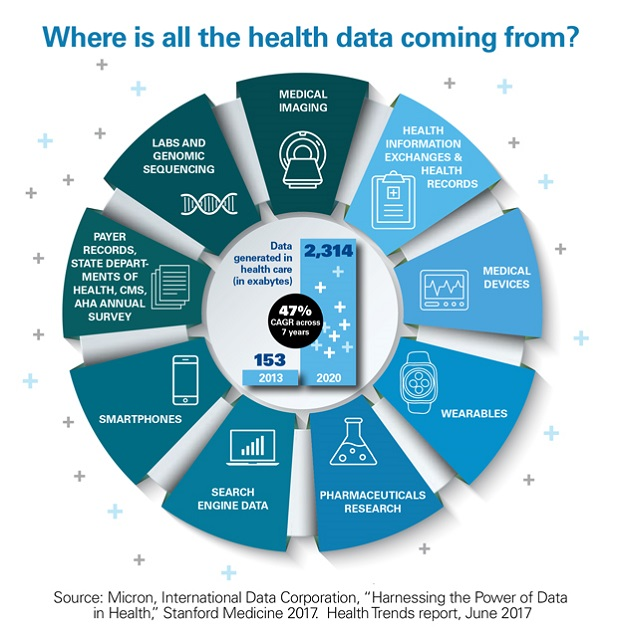 Where is all the health data coming from?
MEDICAL
IMAGING
HEALTH
INFORMATION
EXCHANGES &
HEALTH
RECORDS
MEDICAL
DEVICES
WEARABLES
PHARMACEUTICALS
RESEARCH
SEARCH
ENGINE DATA
SMARTPHONES
PAYER
RECORDS,
STATE DEPART-
MENTS OF
HEALTH, CMS,
AHA ANNUAL
SURVEY
LABS AND
GENOMIC
SEQUENCING
Data
generated in
health care
(in exabytes)
2,314
47%
CAGR across
7 years
153
2013
2020
Source: Micron, International Data Corporation, “Harnessing the Power of Data
in Health,” Stanford Medicine 2017. Health Trends report, June 2017